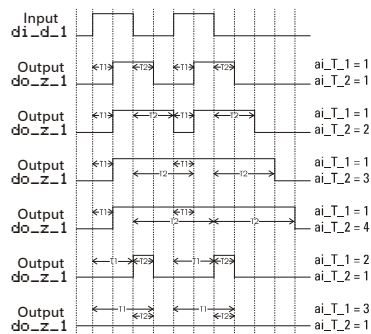 Input
di_d_1
Output
do_z_1
T1 T2 T1 T2
ai_T_1 = 1
ai_T_2 = 1
Output
do_z_1
T1 T2 T1 T2
ai_T_1 = 1
ai_T_2 = 2
Output
do_z_1
T1 T1
T2 T2
ai_T_1 = 1
ai_T_2 = 3
Output
do_z_1
T1 T1
T2 T2
ai_T_1 = 1
ai_T_2 = 4
Output
do_z_1
T1 T2 T1 T2
ai_T_1 = 2
ai_T_2 = 1
Output
do_z_1
T1 T1
T2 T2
ai_T_1 = 3
ai_T_2 = 1